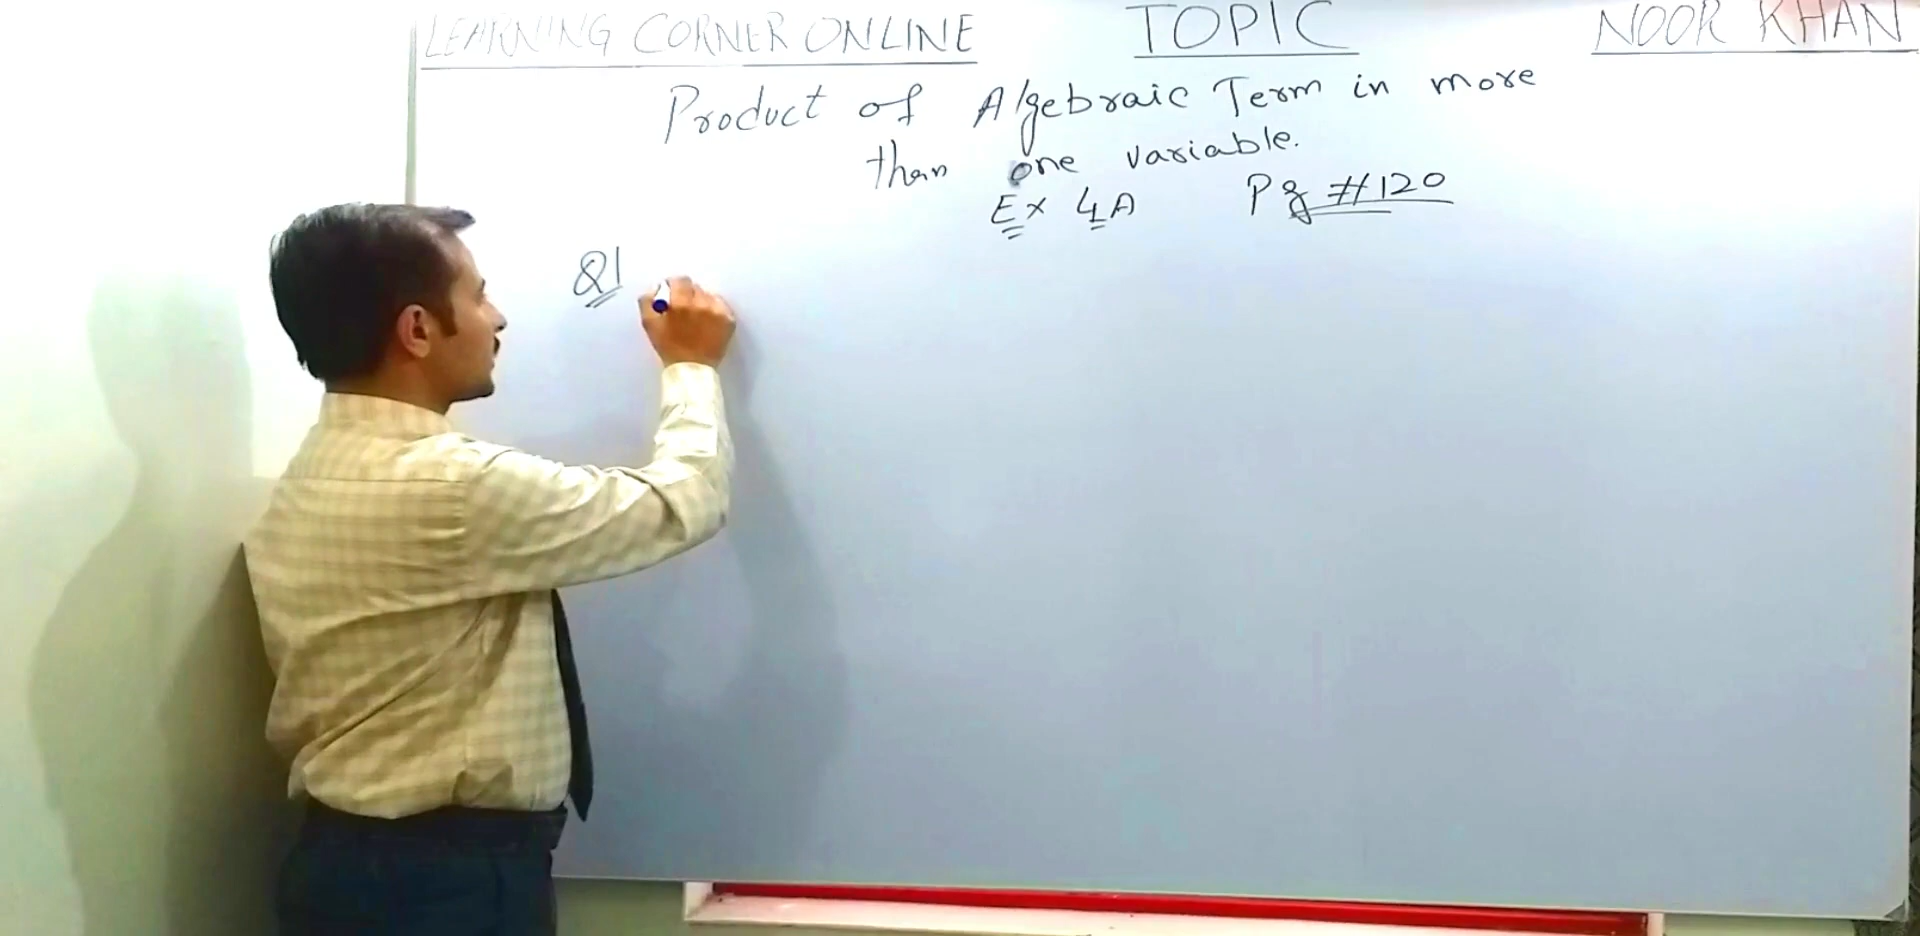 LEARNING CORNER ONLINE TOPIC NOOR KHAN
Product of Algebraic Term in more
than one variable.
Ex 4A Pg #120
Q1